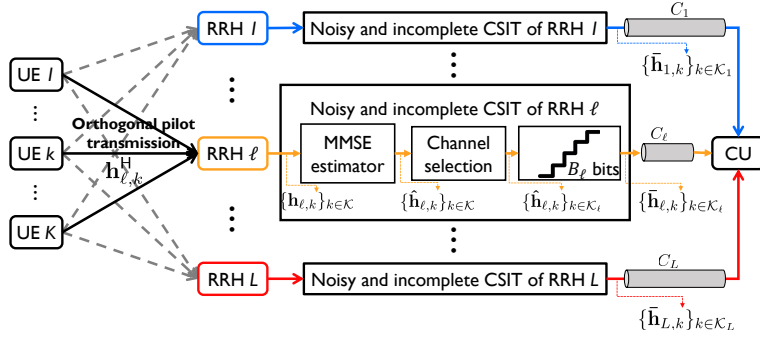 RRH 1
Noisy and incomplete CSIT of RRH 1
C_1
{h̄_{1,k}}_{k∈K_1}
UE 1
⋮
⋮
⋮
Orthogonal pilot
transmission
Noisy and incomplete CSIT of RRH ℓ
UE k
h^H_{ℓ,k}
RRH ℓ
MMSE
estimator
Channel
selection
B_ℓ bits
C_ℓ
CU
{h_{ℓ,k}}_{k∈K}
{ĥ_{ℓ,k}}_{k∈K}
{ĥ_{ℓ,k}}_{k∈K_ℓ}
{h̄_{ℓ,k}}_{k∈K_ℓ}
⋮
UE K
⋮
⋮
RRH L
Noisy and incomplete CSIT of RRH L
C_L
{h̄_{L,k}}_{k∈K_L}